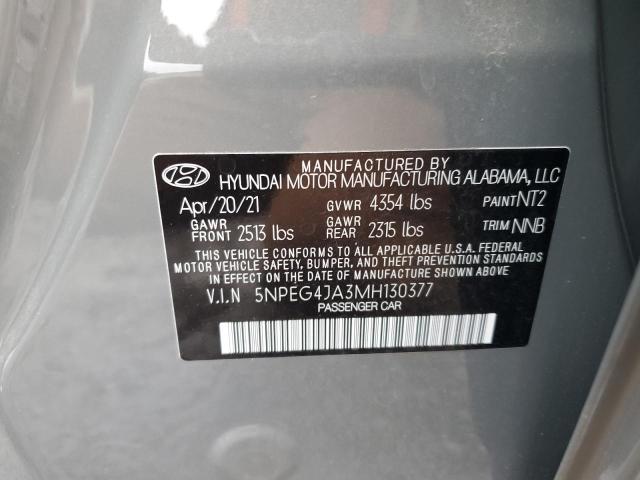 MANUFACTURED BY
HYUNDAI MOTOR MANUFACTURING ALABAMA, LLC
Apr/20/21 GVWR 4354 lbs PAINT NT2
GAWR FRONT 2513 lbs GAWR REAR 2315 lbs TRIM NNB
THIS VEHICLE CONFORMS TO ALL APPLICABLE U.S.A. FEDERAL
MOTOR VEHICLE SAFETY, BUMPER, AND THEFT PREVENTION STANDARDS
IN EFFECT ON THE DATE OF MANUFACTURE SHOWN ABOVE.
V.I.N 5NPEG4JA3MH130377
PASSENGER CAR